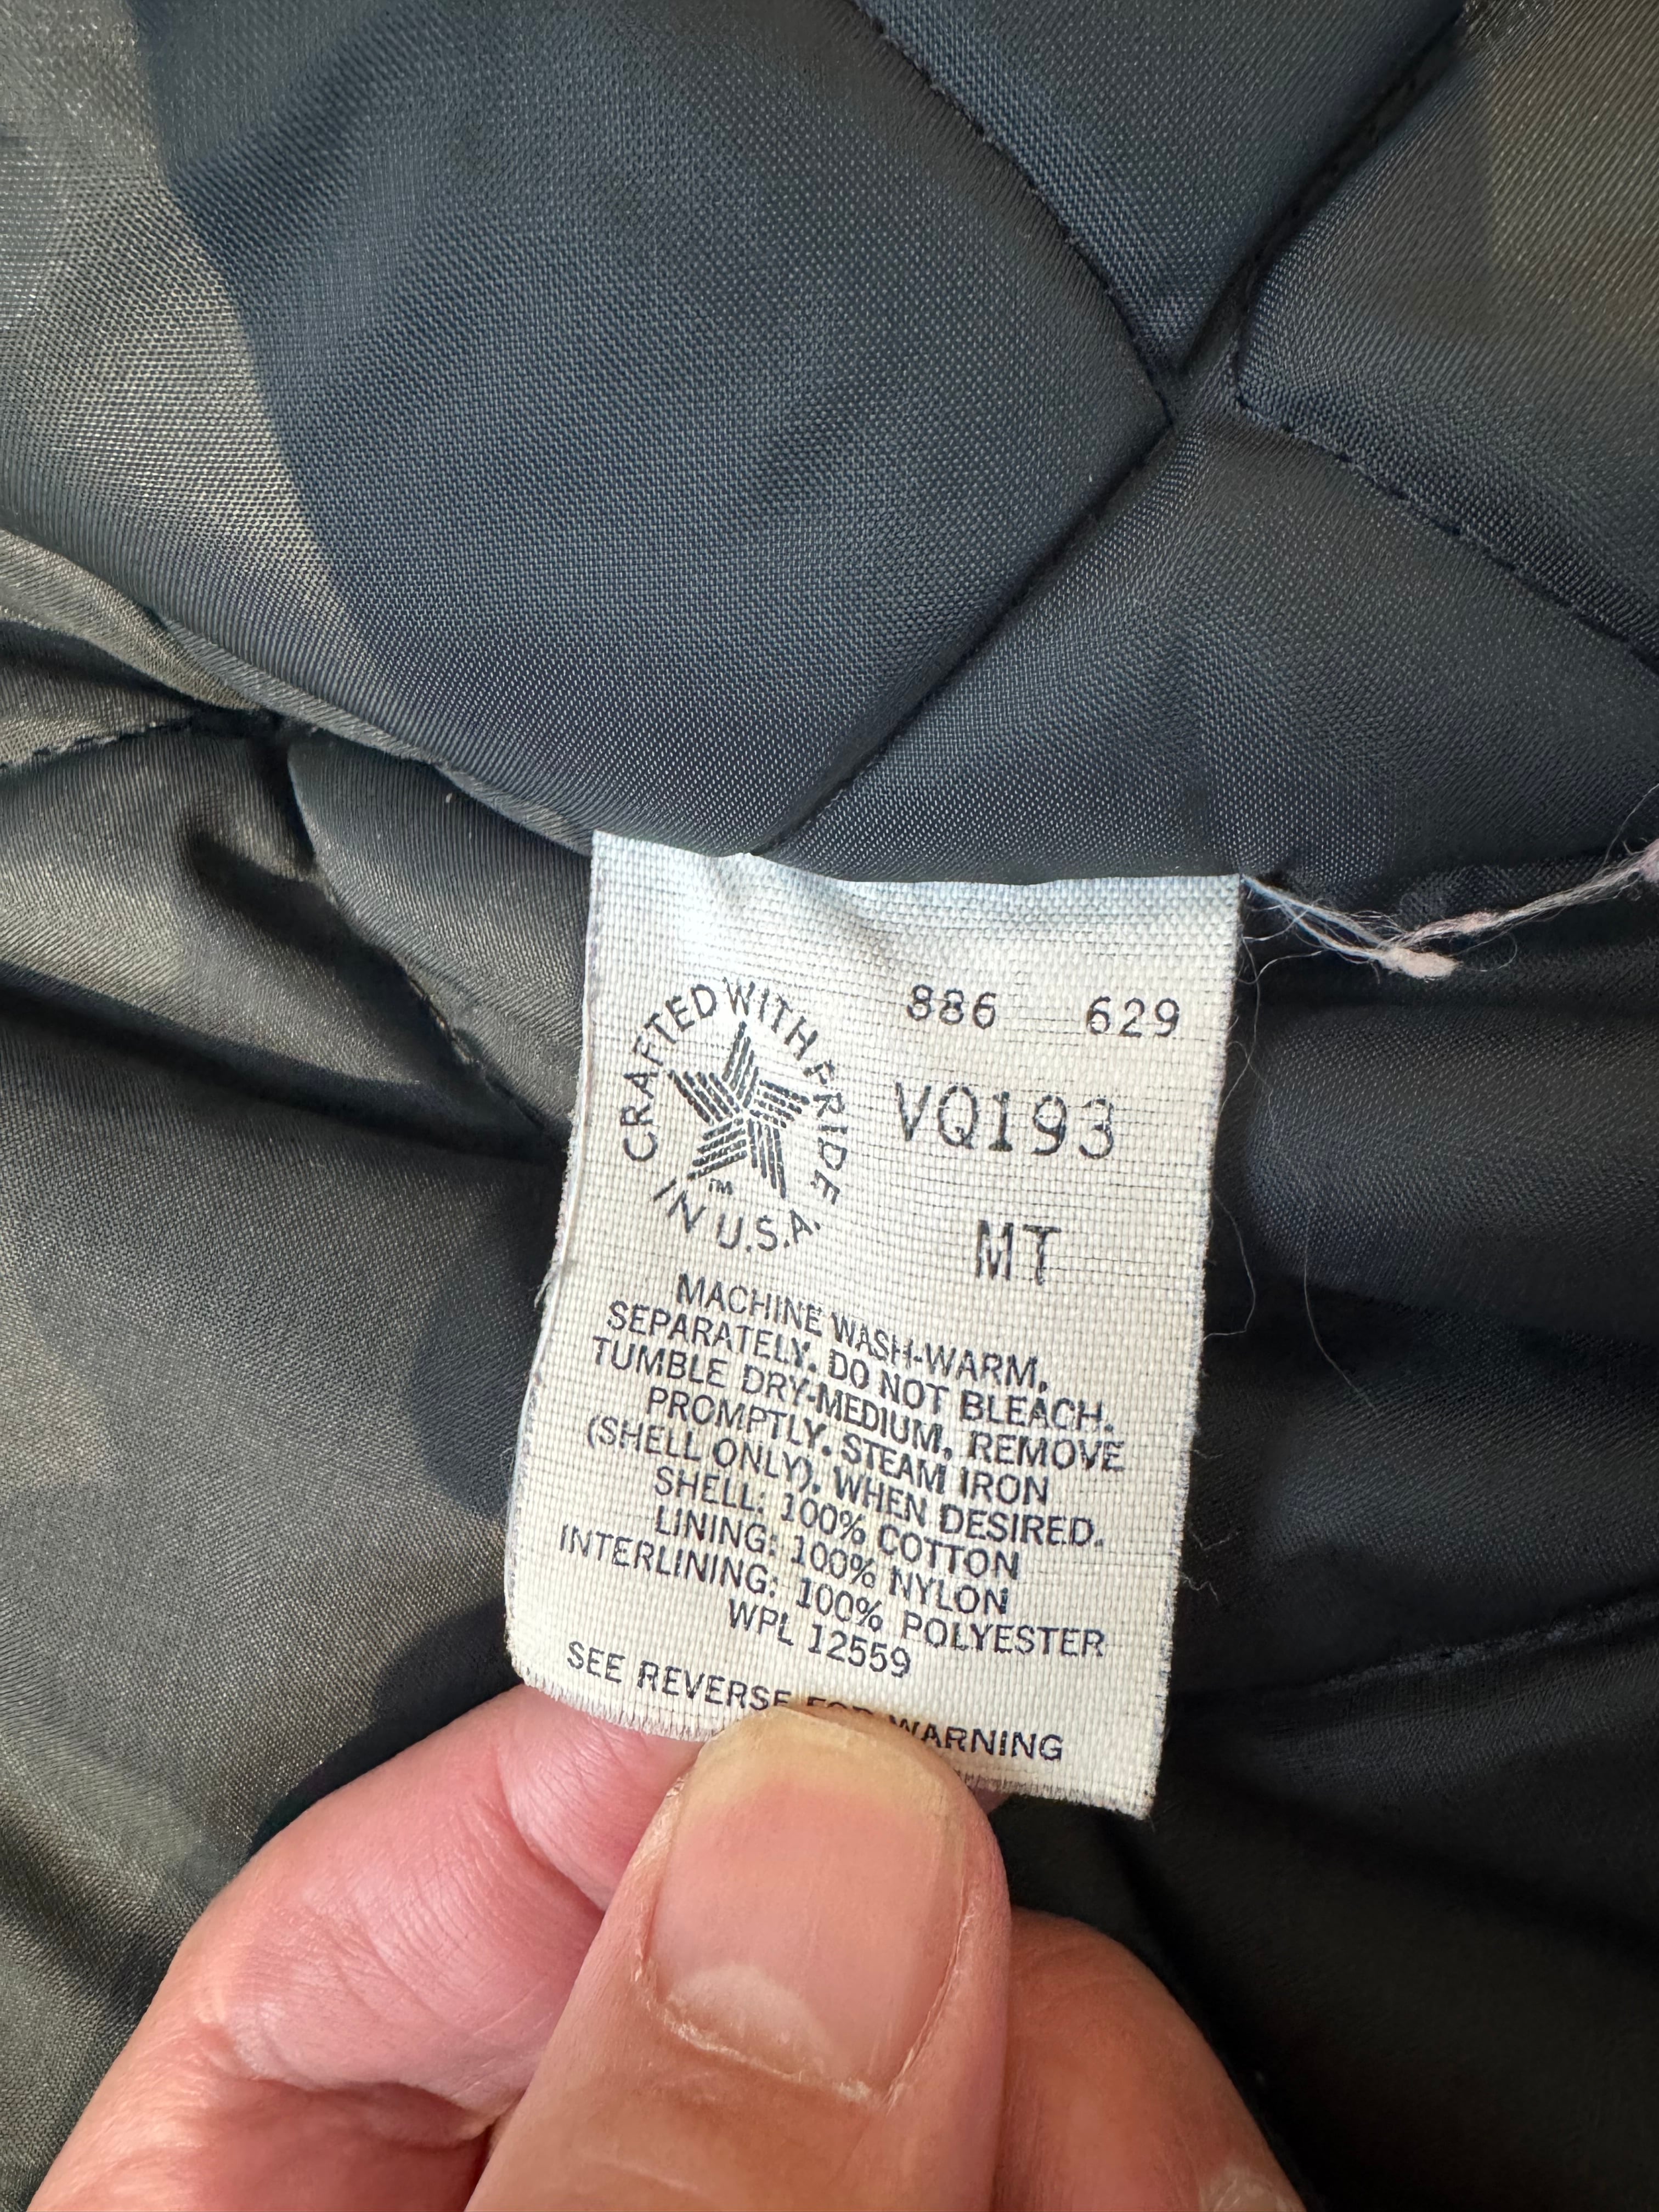 886 629
CRAFTED WITH PRIDE
IN U.S.A.
TM
VQ193
MT
MACHINE WASH-WARM,
SEPARATELY. DO NOT BLEACH.
TUMBLE DRY-MEDIUM, REMOVE
PROMPTLY. STEAM IRON
(SHELL ONLY). WHEN DESIRED.
SHELL: 100% COTTON
LINING: 100% NYLON
INTERLINING: 100% POLYESTER
WPL 12559
SEE REVERSE FOR WARNING